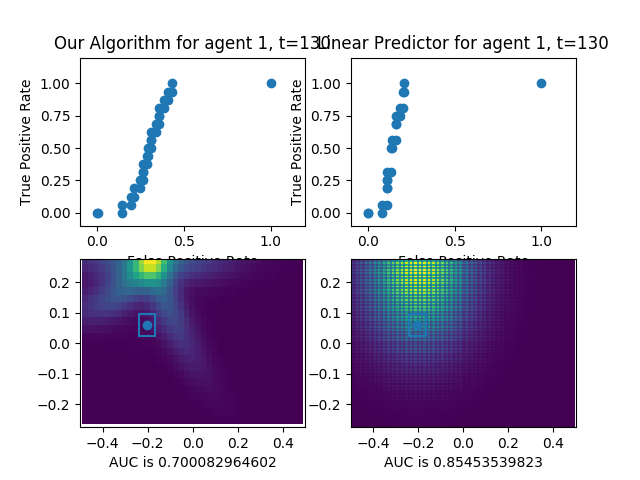 Our Algorithm for agent 1, t=130
Linear Predictor for agent 1, t=130
True Positive Rate
1.00
0.75
0.50
0.25
0.00
0.0 0.5 1.0
False Positive Rate
True Positive Rate
1.00
0.75
0.50
0.25
0.00
0.0 0.5 1.0
False Positive Rate
0.2
0.1
0.0
−0.1
−0.2
−0.4 −0.2 0.0 0.2 0.4
AUC is 0.700082964602
0.2
0.1
0.0
−0.1
−0.2
−0.4 −0.2 0.0 0.2 0.4
AUC is 0.85453539823